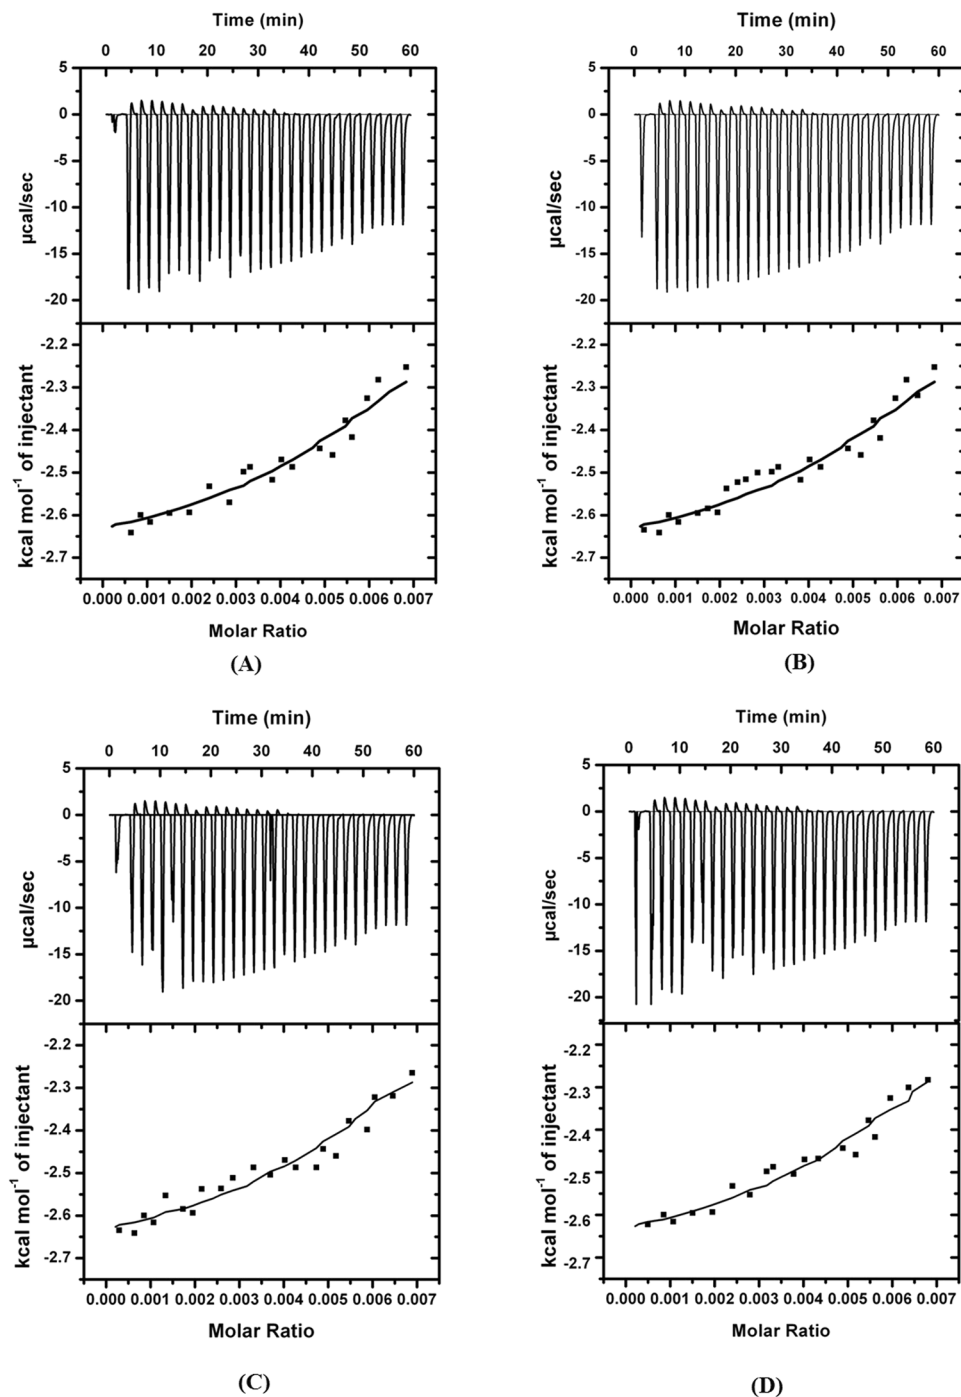 Time (min)
0 10 20 30 40 50 60
5
0
-5
-10
-15
-20
µcal/sec
-2.2
-2.3
-2.4
-2.5
-2.6
-2.7
kcal mol⁻¹ of injectant
0.000 0.001 0.002 0.003 0.004 0.005 0.006 0.007
Molar Ratio
(A)
Time (min)
0 10 20 30 40 50 60
5
0
-5
-10
-15
-20
µcal/sec
-2.2
-2.3
-2.4
-2.5
-2.6
-2.7
kcal mol⁻¹ of injectant
0.000 0.001 0.002 0.003 0.004 0.005 0.006 0.007
Molar Ratio
(B)
Time (min)
0 10 20 30 40 50 60
5
0
-5
-10
-15
-20
µcal/sec
-2.2
-2.3
-2.4
-2.5
-2.6
-2.7
kcal mol⁻¹ of injectant
0.000 0.001 0.002 0.003 0.004 0.005 0.006 0.007
Molar Ratio
(C)
Time (min)
0 10 20 30 40 50 60
5
0
-5
-10
-15
-20
µcal/sec
-2.2
-2.3
-2.4
-2.5
-2.6
-2.7
kcal mol⁻¹ of injectant
0.000 0.001 0.002 0.003 0.004 0.005 0.006 0.007
Molar Ratio
(D)